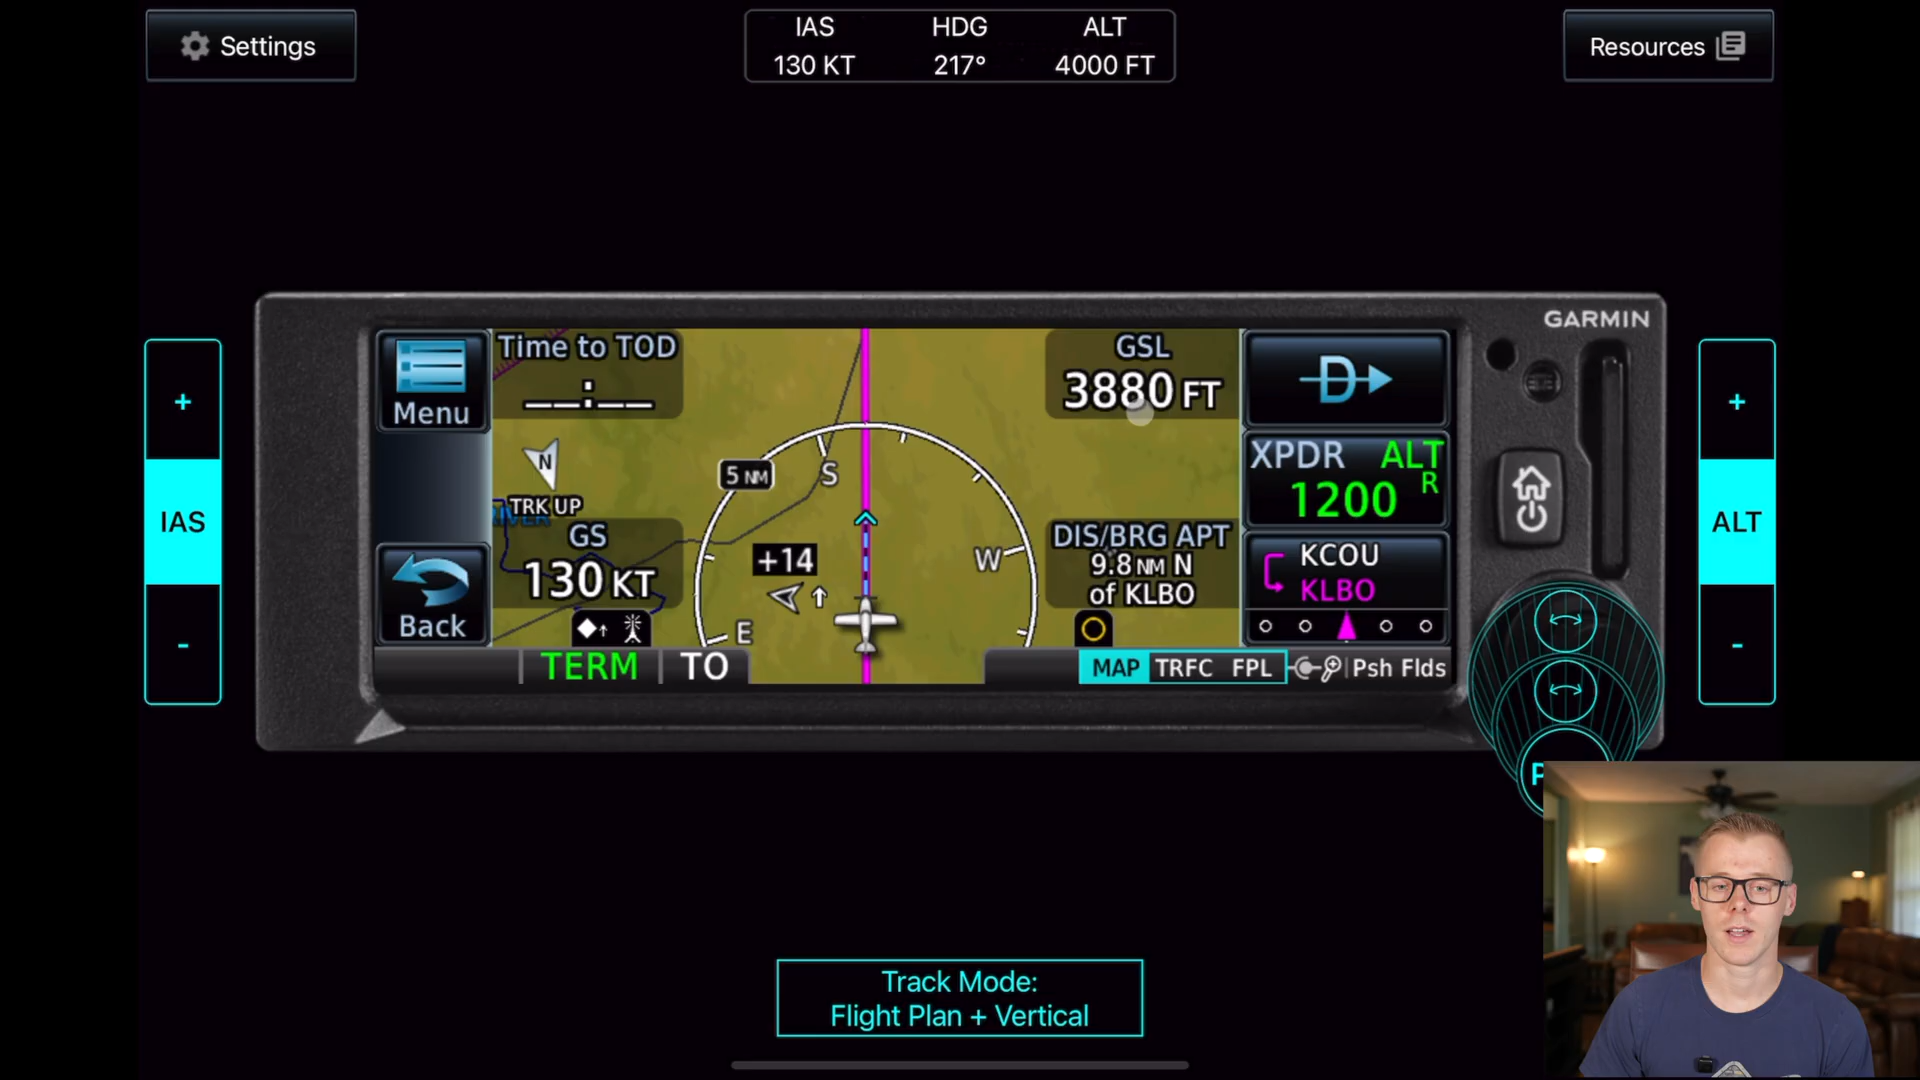 Settings
IAS HDG ALT
130 KT 217° 4000 FT
Resources
GARMIN
Menu
Time to TOD
__:__
GSL
3880 FT
XPDR ALT
1200 R
N
TRK UP
5 NM
S
W
E
GS
130 KT
+14
DIS/BRG APT
9.8 NM N
of KLBO
KCOU
KLBO
Back
TERM TO
MAP TRFC FPL Psh Flds
+
IAS
-
+
ALT
-
Track Mode:
Flight Plan + Vertical